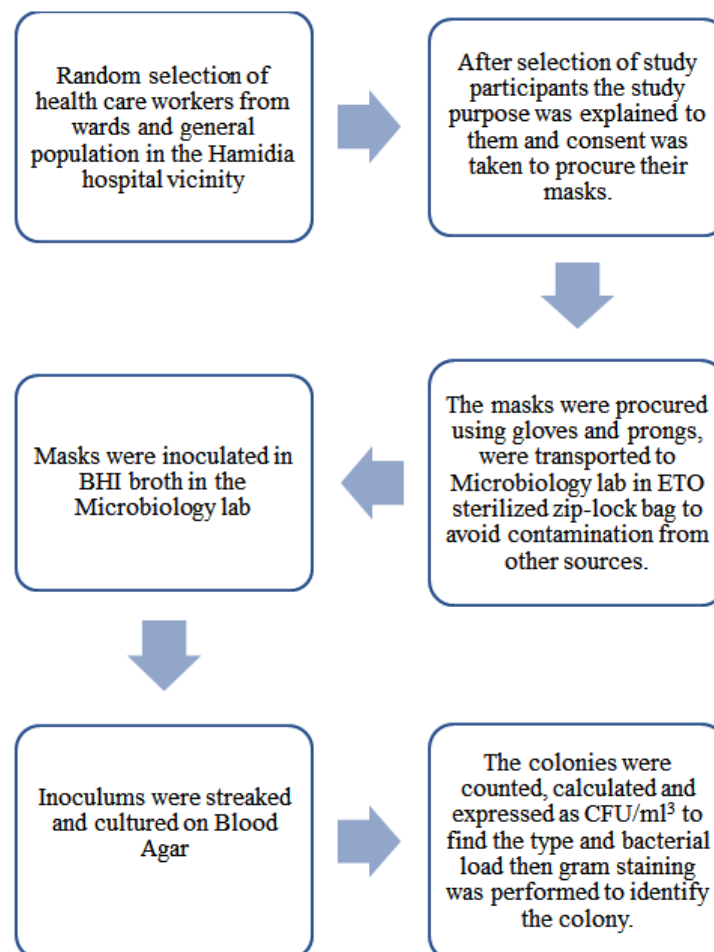 Random selection of
health care workers from
wards and general
population in the Hamidia
hospital vicinity
After selection of study
participants the study
purpose was explained to
them and consent was
taken to procure their
masks.
The masks were procured
using gloves and prongs,
were transported to
Microbiology lab in ETO
sterilized zip-lock bag to
avoid contamination from
other sources.
Masks were inoculated in
BHI broth in the
Microbiology lab
Inoculums were streaked
and cultured on Blood
Agar
The colonies were
counted, calculated and
expressed as CFU/ml³ to
find the type and bacterial
load then gram staining
was performed to identify
the colony.